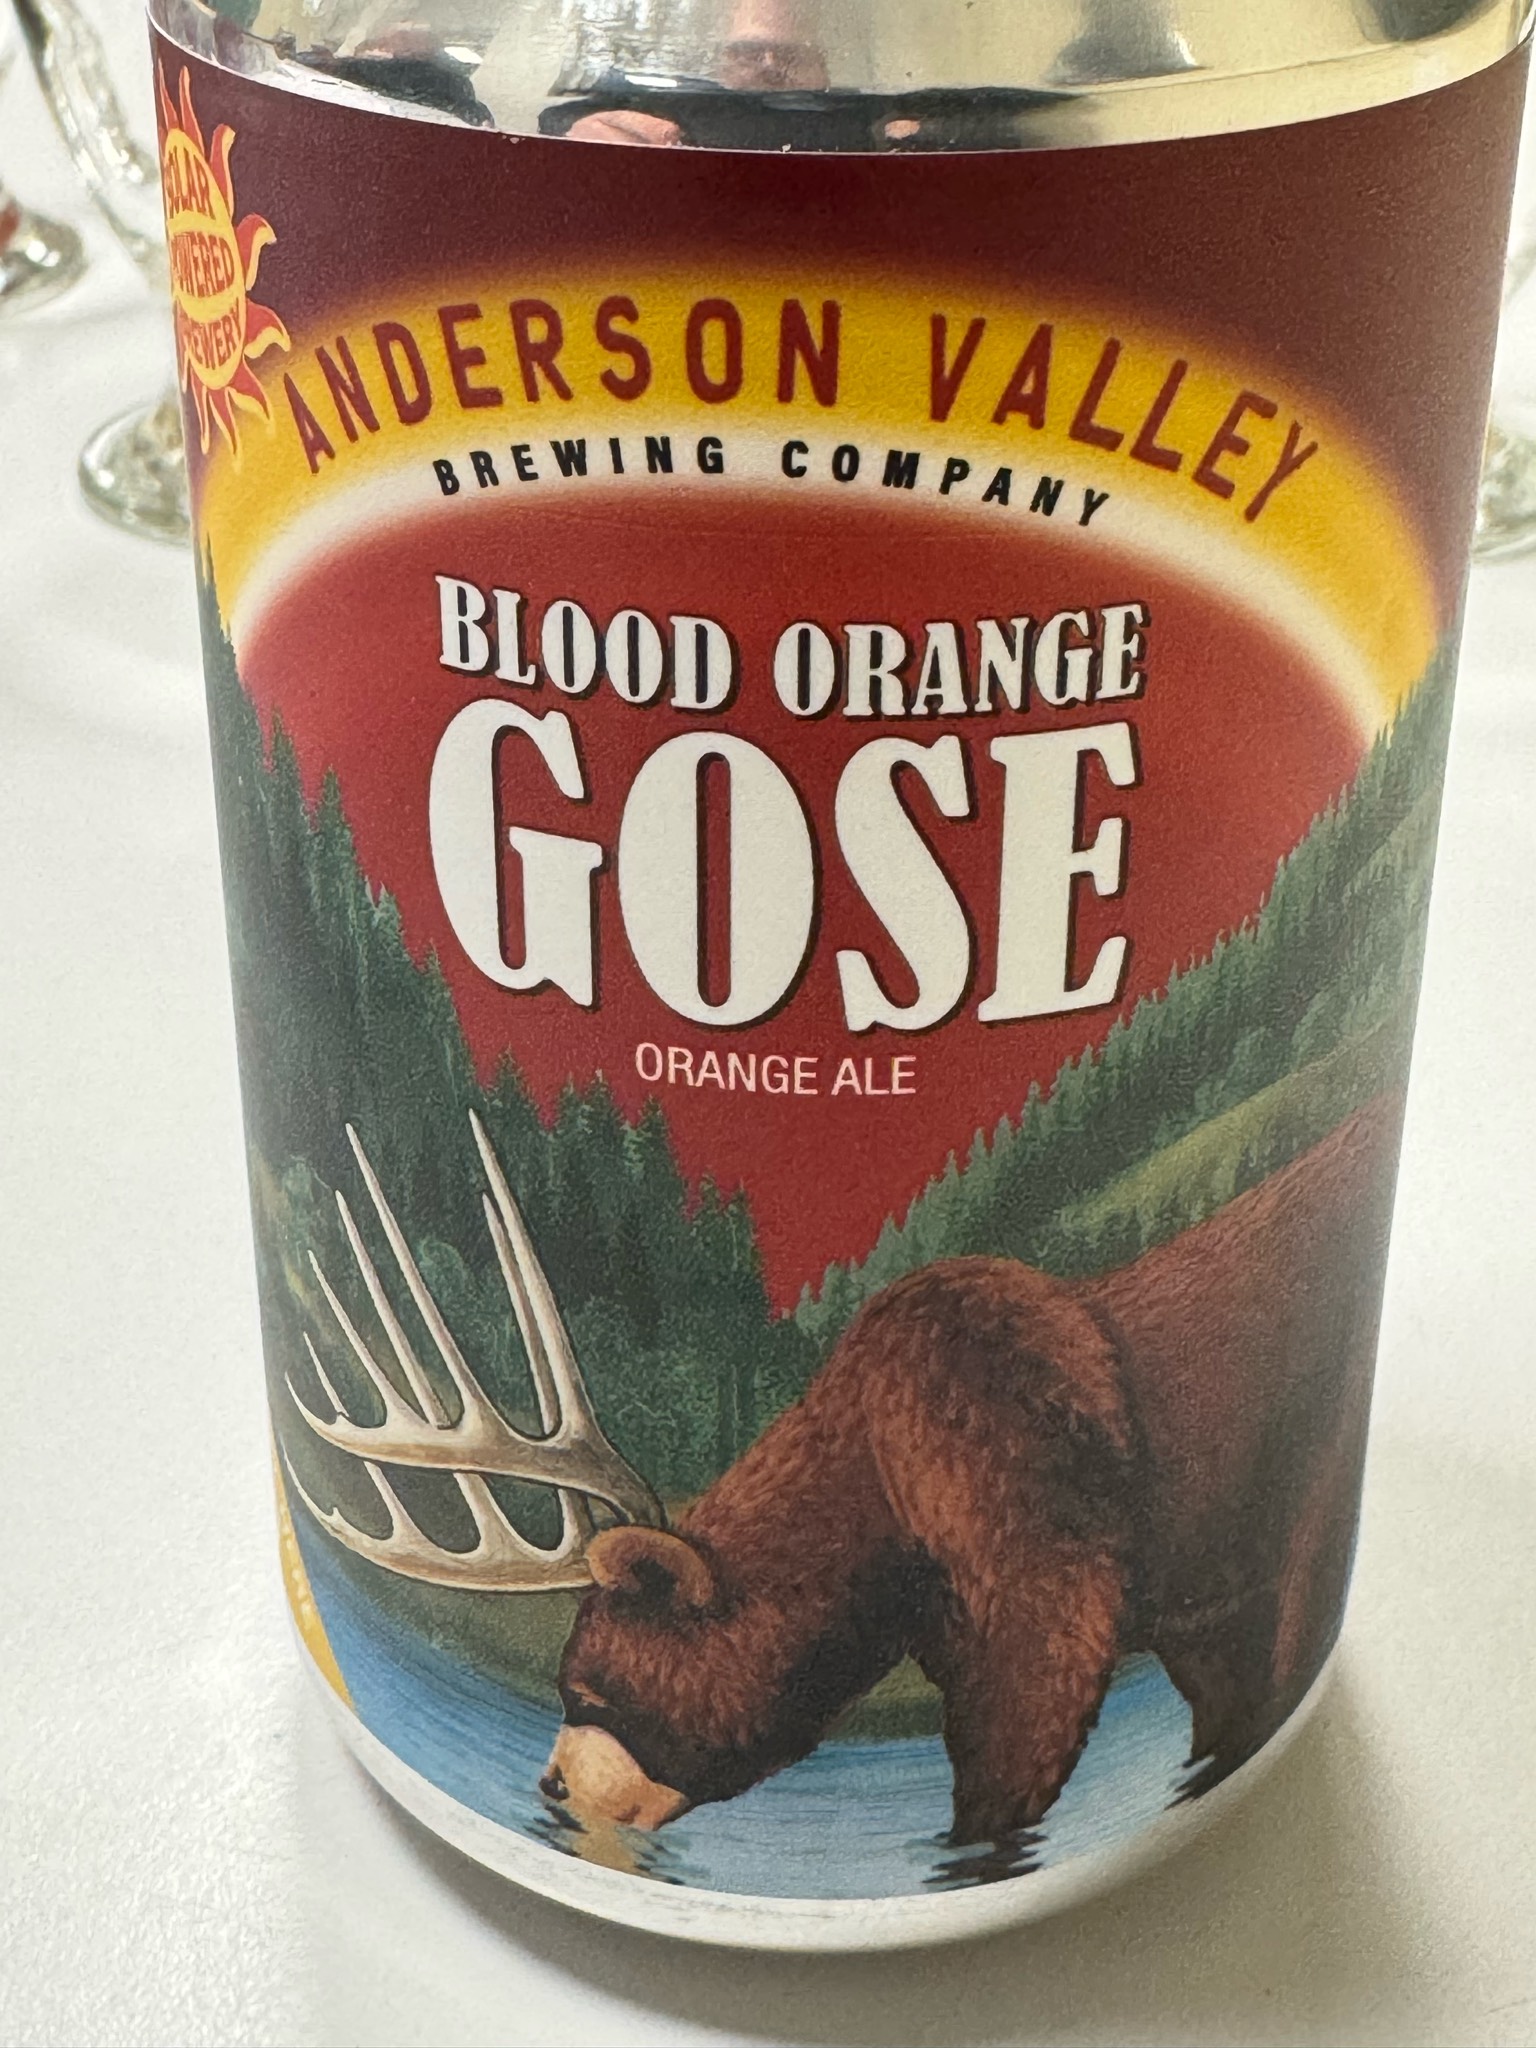 SOLAR
POWERED
BREWERY
ANDERSON VALLEY
BREWING COMPANY
BLOOD ORANGE
GOSE
ORANGE ALE